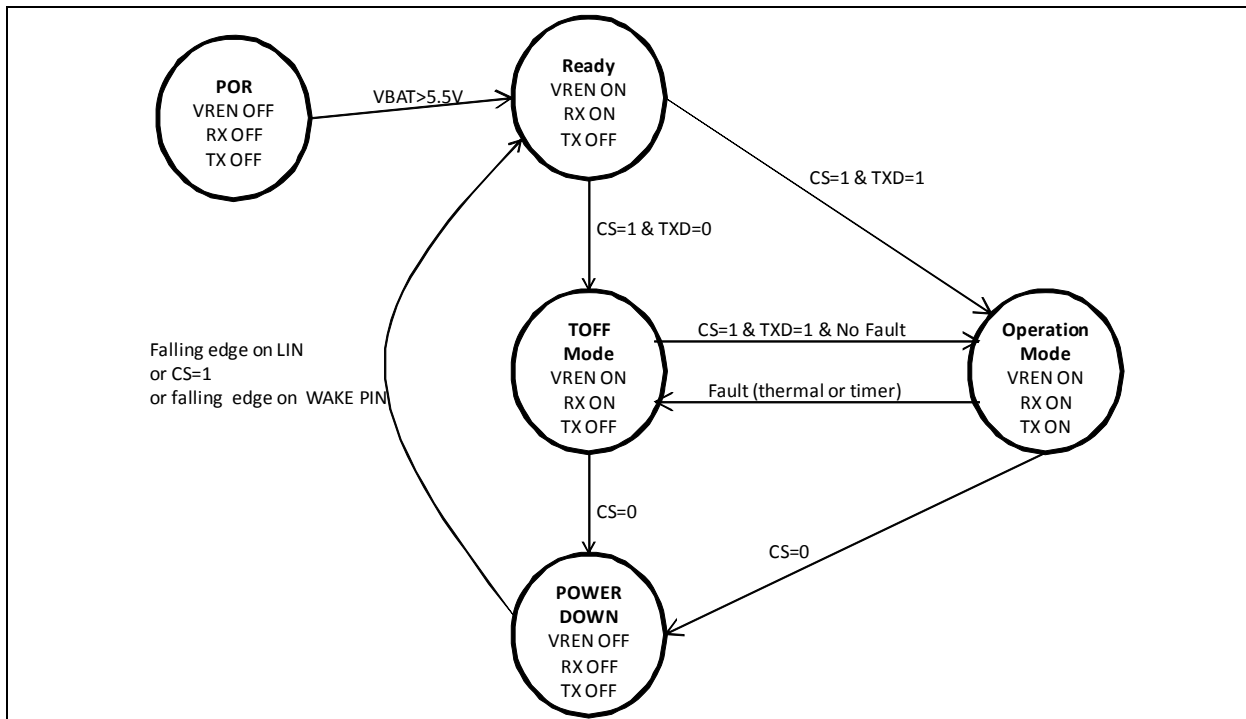 POR
VREN OFF
RX OFF
TX OFF
VBAT>5.5V
Ready
VREN ON
RX ON
TX OFF
CS=1 & TXD=1
CS=1 & TXD=0
Falling edge on LIN
or CS=1
or falling edge on WAKE PIN
TOFF
Mode
VREN ON
RX ON
TX OFF
CS=1 & TXD=1 & No Fault
Fault (thermal or timer)
Operation
Mode
VREN ON
RX ON
TX ON
CS=0
CS=0
POWER
DOWN
VREN OFF
RX OFF
TX OFF